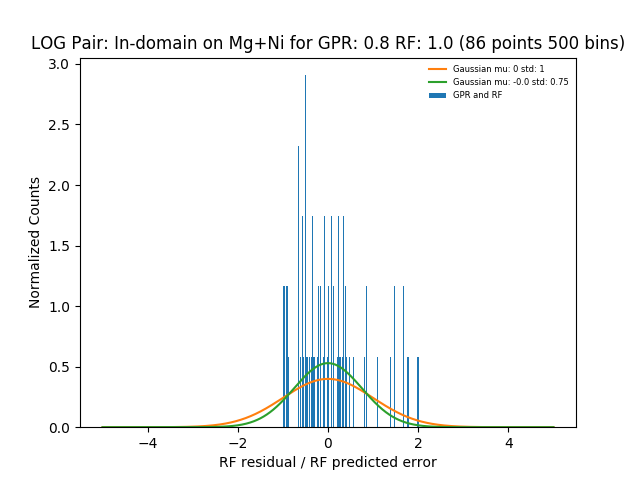 LOG Pair: In-domain on Mg+Ni for GPR: 0.8 RF: 1.0 (86 points 500 bins)
Gaussian mu: 0 std: 1
Gaussian mu: -0.0 std: 0.75
GPR and RF
Normalized Counts
3.0
2.5
2.0
1.5
1.0
0.5
0.0
−4 −2 0 2 4
RF residual / RF predicted error